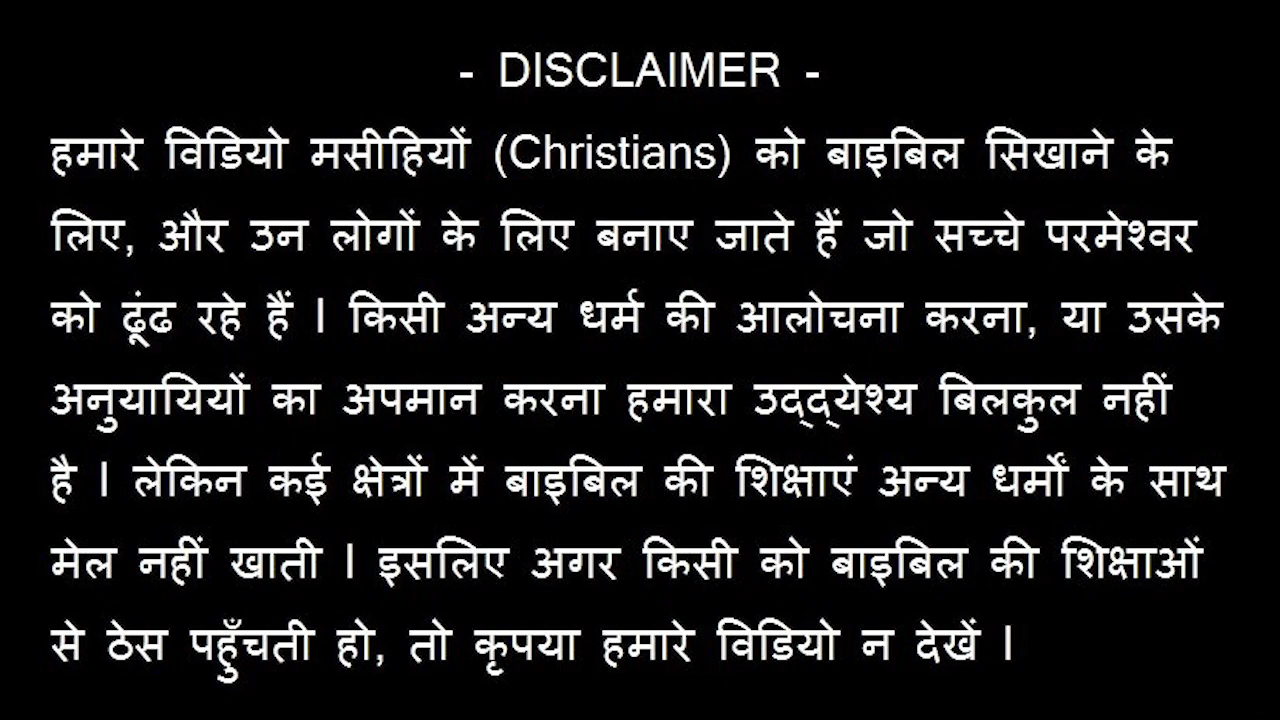 - DISCLAIMER -
हमारे विडियो मसीहियों (Christians) को बाइबिल सिखाने के
लिए, और उन लोगों के लिए बनाए जाते हैं जो सच्चे परमेश्वर
को ढूंढ रहे हैं । किसी अन्य धर्म की आलोचना करना, या उसके
अनुयायियों का अपमान करना हमारा उद्द्येश्य बिलकुल नहीं
है । लेकिन कई क्षेत्रों में बाइबिल की शिक्षाएं अन्य धर्मों के साथ
मेल नहीं खाती । इसलिए अगर किसी को बाइबिल की शिक्षाओं
से ठेस पहुँचती हो, तो कृपया हमारे विडियो न देखें ।